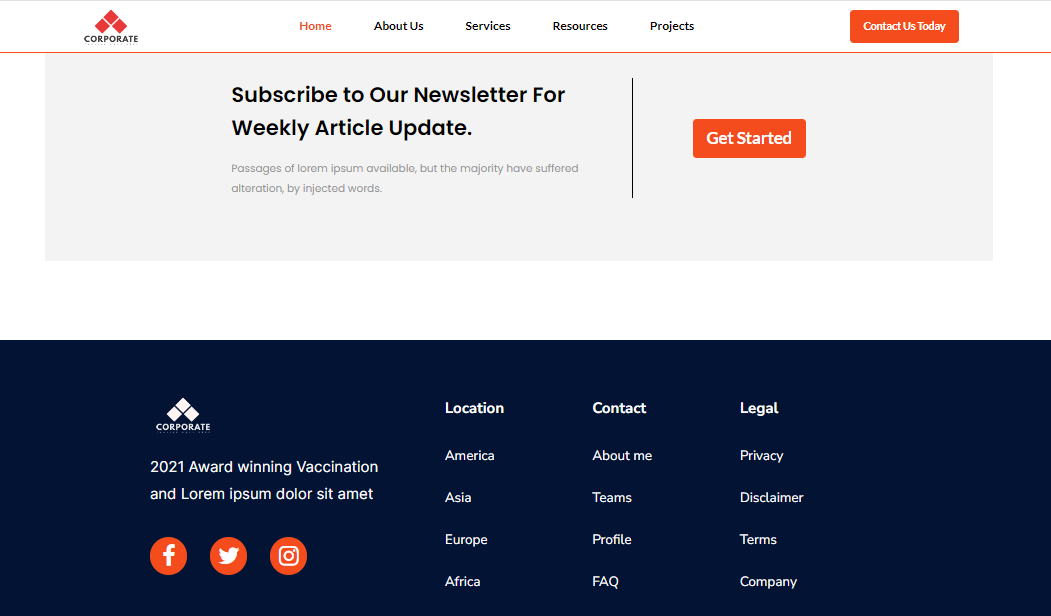 CORPORATE
Home
About Us
Services
Resources
Projects
Contact Us Today
Subscribe to Our Newsletter For
Weekly Article Update.
Passages of lorem ipsum available, but the majority have suffered
alteration, by injected words.
Get Started
CORPORATE
2021 Award winning Vaccination
and Lorem ipsum dolor sit amet
Location
America
Asia
Europe
Africa
Contact
About me
Teams
Profile
FAQ
Legal
Privacy
Disclaimer
Terms
Company